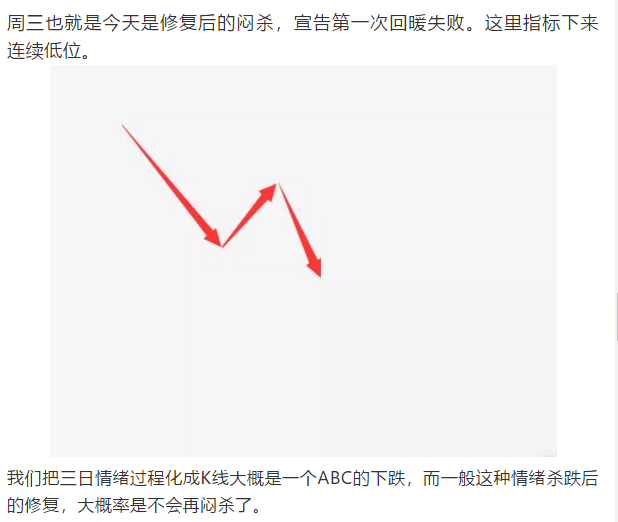 周三也就是今天是修复后的闷杀，宣告第一次回暖失败。这里指标下来
连续低位。
我们把三日情绪过程化成K线大概是一个ABC的下跌，而一般这种情绪杀跌后
的修复，大概率是不会再闷杀了。